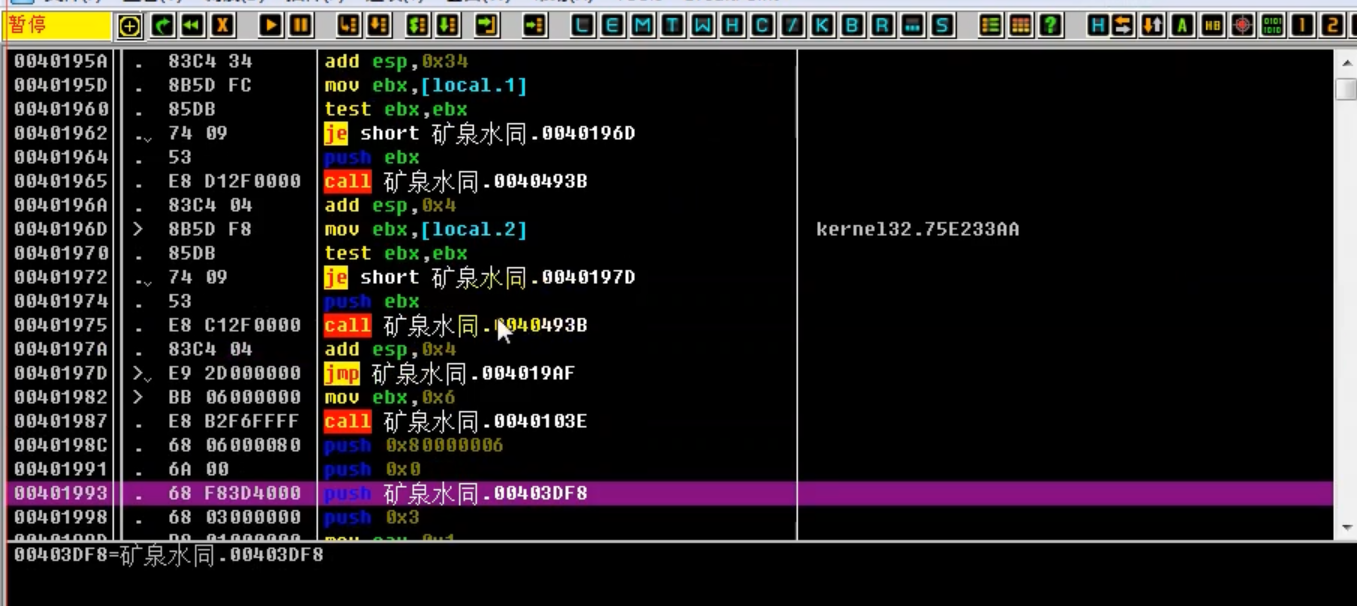 暂停 X L E M T W H C / K B R ... S ? H A HB 1 2
0040195A . 83C4 34 add esp,0x34
0040195D . 8B5D FC mov ebx,[local.1]
00401960 . 85DB test ebx,ebx
00401962 . 74 09 je short 矿泉水同.0040196D
00401964 . 53 push ebx
00401965 . E8 D12F0000 call 矿泉水同.0040493B
0040196A . 83C4 04 add esp,0x4
0040196D > 8B5D F8 mov ebx,[local.2] kernel32.75E233AA
00401970 . 85DB test ebx,ebx
00401972 . 74 09 je short 矿泉水同.0040197D
00401974 . 53 push ebx
00401975 . E8 C12F0000 call 矿泉水同.0040493B
0040197A . 83C4 04 add esp,0x4
0040197D > E9 2D000000 jmp 矿泉水同.004019AF
00401982 > BB 06000000 mov ebx,0x6
00401987 . E8 B2F6FFFF call 矿泉水同.0040103E
0040198C . 68 06000080 push 0x80000006
00401991 . 6A 00 push 0x0
00401993 . 68 F83D4000 push 矿泉水同.00403DF8
00401998 . 68 03000000 push 0x3
00403DF8=矿泉水同.00403DF8